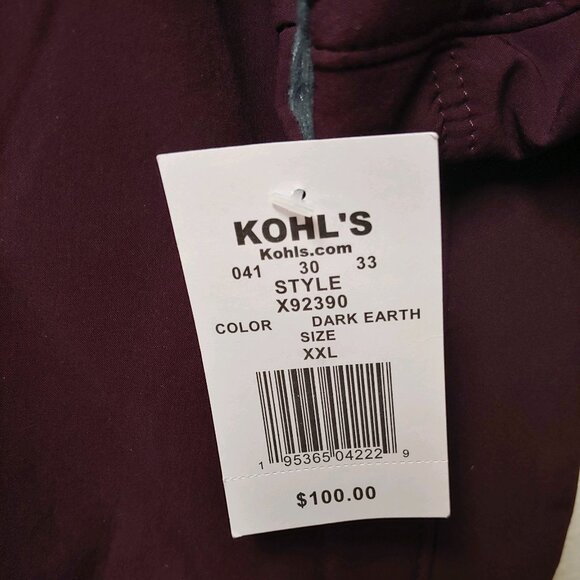 KOHL'S
Kohls.com
041 30 33
STYLE
X92390
COLOR DARK EARTH
SIZE
XXL
1 95365 04222 9
$100.00